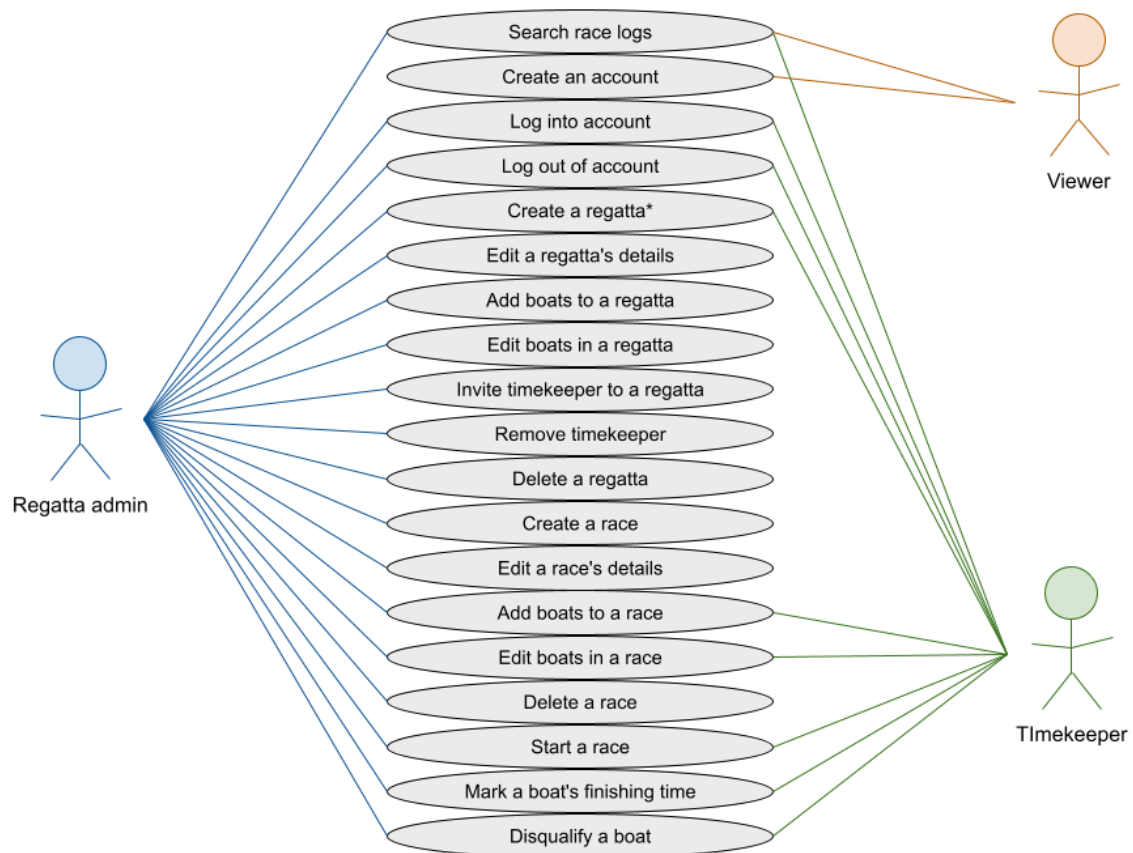 Search race logs
Create an account
Log into account
Log out of account
Create a regatta*
Edit a regatta's details
Add boats to a regatta
Edit boats in a regatta
Invite timekeeper to a regatta
Remove timekeeper
Delete a regatta
Create a race
Edit a race's details
Add boats to a race
Edit boats in a race
Delete a race
Start a race
Mark a boat's finishing time
Disqualify a boat
Regatta admin
Viewer
TImekeeper